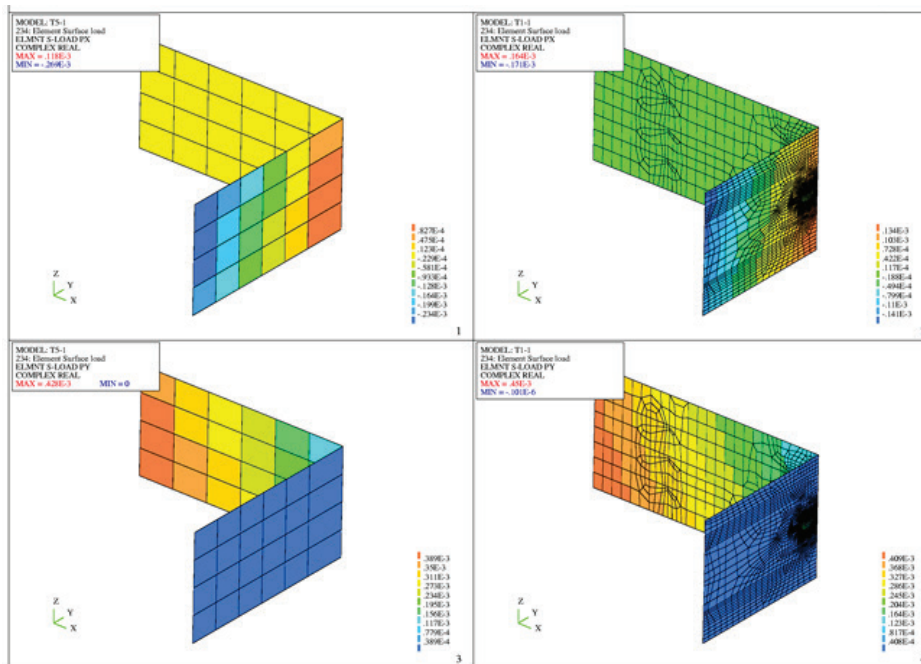 MODEL: T5-1
234: Element Surface load
ELMNT S-LOAD PX
COMPLEX REAL
MAX = .118E-3
MIN = -.269E-3
.827E-4
.475E-4
.123E-4
-.229E-4
-.581E-4
-.933E-4
-.128E-3
-.164E-3
-.199E-3
-.234E-3
Z
Y
X
1
MODEL: T1-1
234: Element Surface load
ELMNT S-LOAD PX
COMPLEX REAL
MAX = .164E-3
MIN = -.171E-3
.134E-3
.103E-3
.728E-4
.422E-4
.117E-4
-.188E-4
-.494E-4
-.799E-4
-.11E-3
-.141E-3
Z
Y
X
MODEL: T5-1
234: Element Surface load
ELMNT S-LOAD PY
COMPLEX REAL
MAX = .428E-3 MIN = 0
.389E-3
.35E-3
.311E-3
.273E-3
.234E-3
.195E-3
.156E-3
.117E-3
.779E-4
.389E-4
Z
Y
X
3
MODEL: T1-1
234: Element Surface load
ELMNT S-LOAD PY
COMPLEX REAL
MAX = .45E-3
MIN = -.101E-6
.409E-3
.368E-3
.327E-3
.286E-3
.245E-3
.204E-3
.164E-3
.123E-3
.817E-4
.408E-4
Z
Y
X